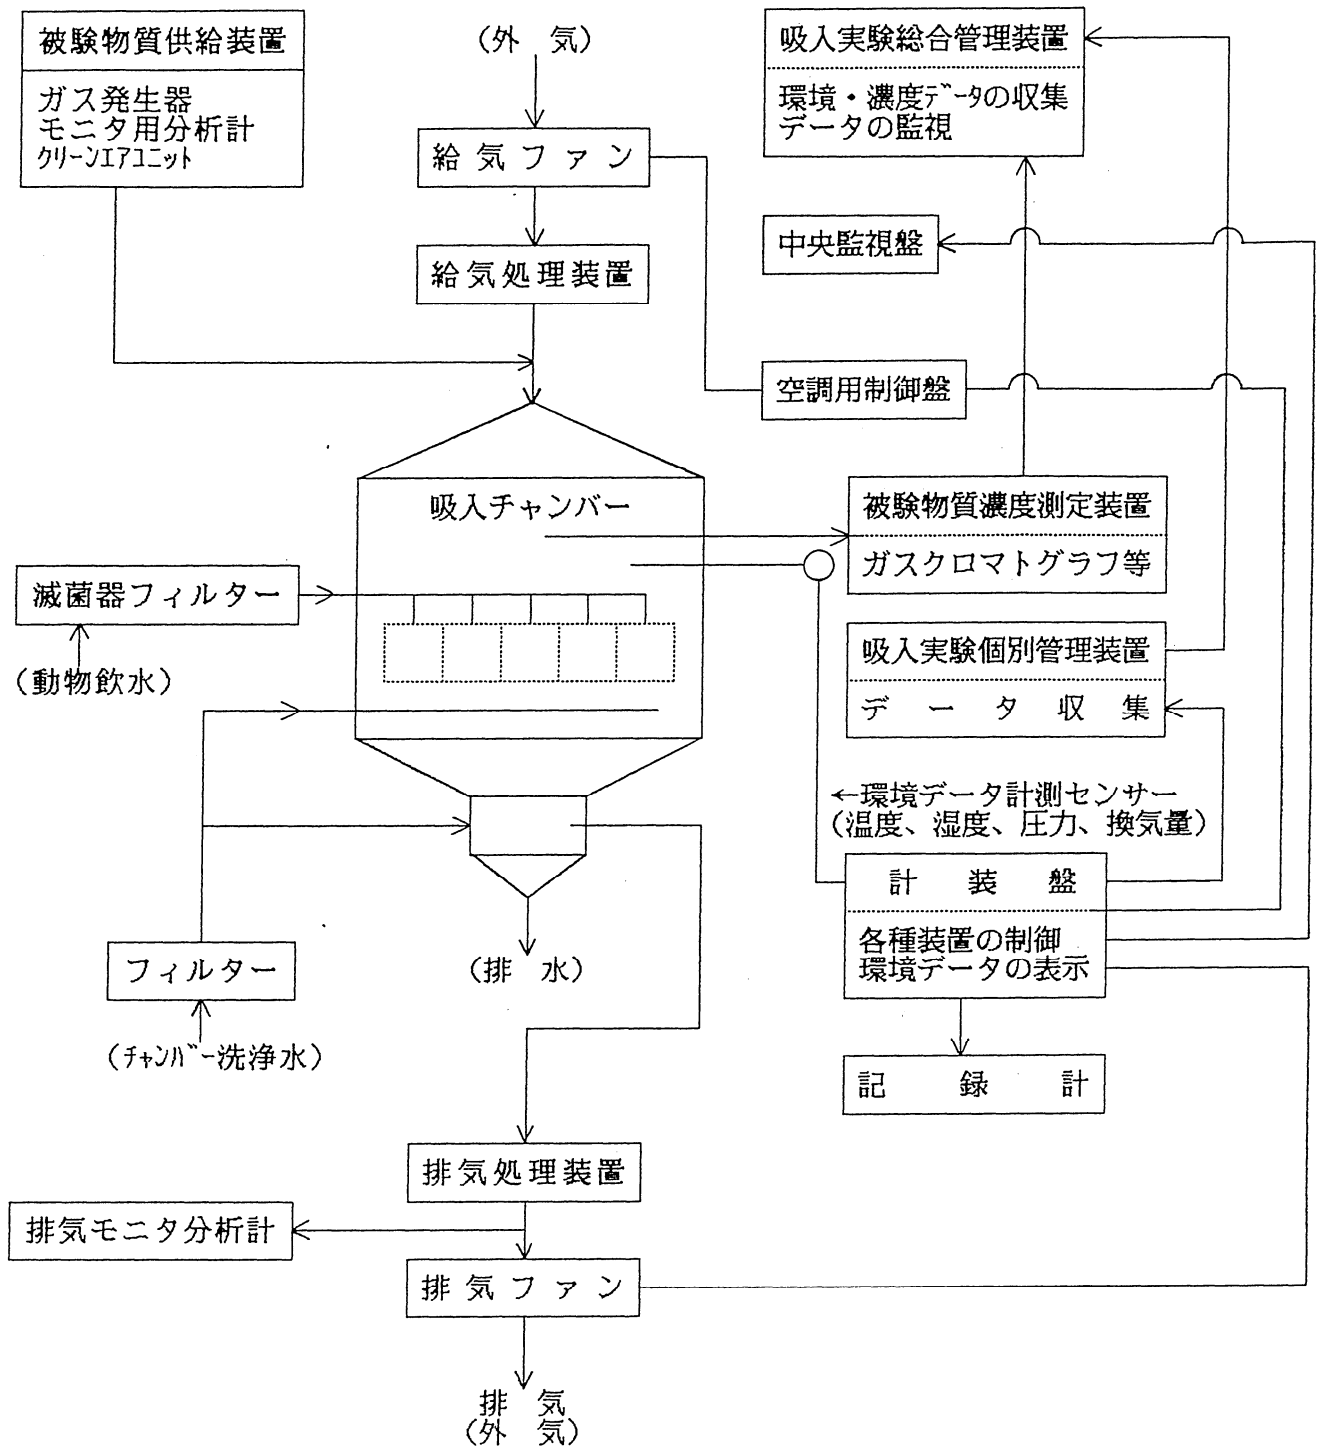 被験物質供給装置
ガス発生器
モニタ用分析計
ｸﾘｰﾝｴｱﾕﾆｯﾄ
(外　気)
給気ファン
給気処理装置
吸入実験総合管理装置
環境・濃度ﾃﾞｰﾀの収集
データの監視
中央監視盤
空調用制御盤
吸入チャンバー
被験物質濃度測定装置
ガスクロマトグラフ等
滅菌器フィルター
(動物飲水)
吸入実験個別管理装置
データ収集
←環境データ計測センサー
(温度、湿度、圧力、換気量)
計装盤
各種装置の制御
環境データの表示
フィルター
(ﾁｬﾝﾊﾞｰ洗浄水)
(排　水)
記録計
排気処理装置
排気モニタ分析計
排気ファン
排　気
(外　気)